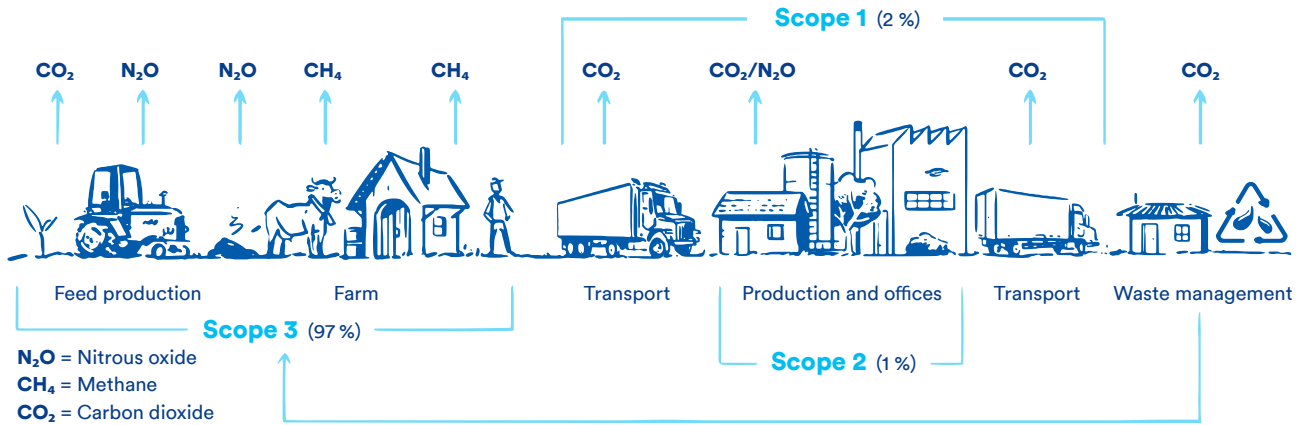 Scope 1 (2 %)
CO₂ N₂O N₂O CH₄ CH₄ CO₂ CO₂/N₂O CO₂ CO₂
Feed production Farm Transport Production and offices Transport Waste management
Scope 3 (97 %)
Scope 2 (1 %)
N₂O = Nitrous oxide
CH₄ = Methane
CO₂ = Carbon dioxide